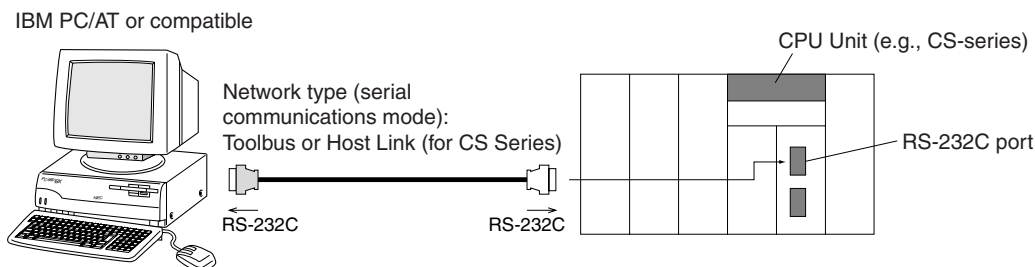 IBM PC/AT or compatible
CPU Unit (e.g., CS-series)
Network type (serial
communications mode):
Toolbus or Host Link (for CS Series)
RS-232C port
RS-232C
RS-232C